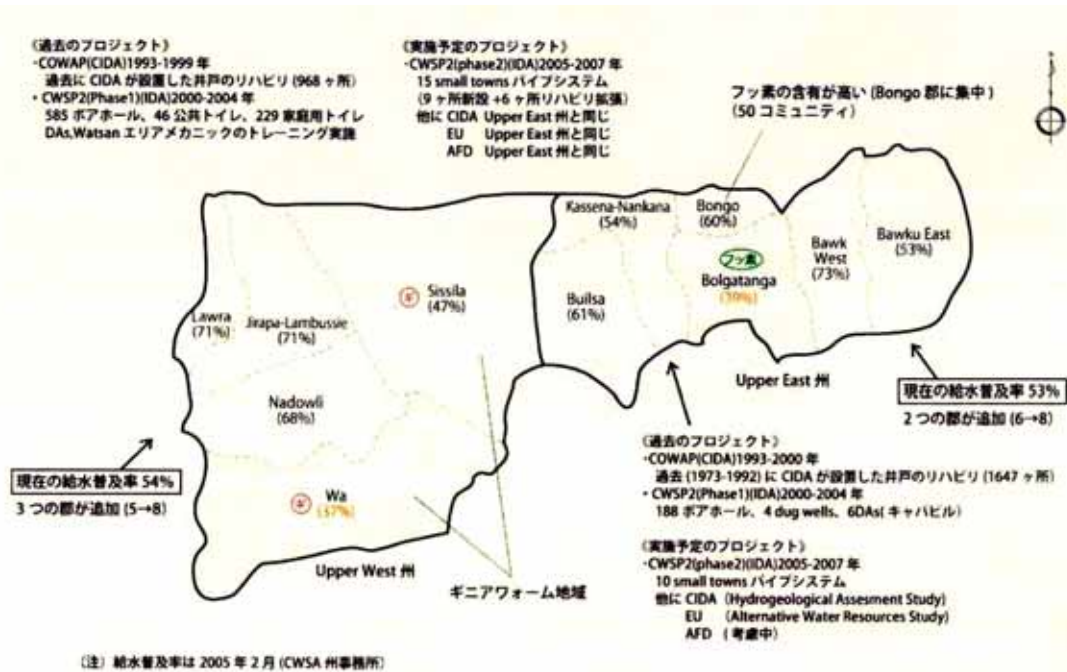 《過去のプロジェクト》
・COWAP(CIDA)1993-1999 年
過去に CIDA が設置した井戸のリハビリ (968 ヶ所)
・CWSP2(Phase1)(IDA)2000-2004 年
585 ボアホール、46 公共トイレ、229 家庭用トイレ
DAs,Watsan エリアメカニックのトレーニング実施
《実施予定のプロジェクト》
・CWSP2(phase2)(IDA)2005-2007 年
15 small towns パイプシステム
(9 ヶ所新設 +6 ヶ所リハビリ拡張)
他に CIDA Upper East 州と同じ
EU Upper East 州と同じ
AFD Upper East 州と同じ
フッ素の含有が高い (Bongo 郡に集中)
(50 コミュニティ)
Kassena-Nankana
(54%)
Bongo
(60%)
フッ素
Bolgatanga
(39%)
Bawk
West
(73%)
Bawku East
(53%)
Builsa
(61%)
Sissila
(47%)
ギ
Lawra
(71%)
Jirapa-Lambussie
(71%)
Nadowli
(68%)
ギ
Wa
(37%)
Upper East 州
現在の給水普及率 53%
2 つの郡が追加 (6→8)
現在の給水普及率 54%
3 つの郡が追加 (5→8)
Upper West 州
ギニアウォーム地域
《過去のプロジェクト》
・COWAP(CIDA)1993-2000 年
過去 (1973-1992) に CIDA が設置した井戸のリハビリ (1647 ヶ所)
・CWSP2(Phase1)(IDA)2000-2004 年
188 ボアホール、4 dug wells、6DAs( キャパビル)
《実施予定のプロジェクト》
・CWSP2(phase2)(IDA)2005-2007 年
10 small towns パイプシステム
他に CIDA (Hydrogeological Assesment Study)
EU (Alternative Water Resources Study)
AFD ( 考慮中)
(注) 給水普及率は 2005 年 2 月 (CWSA 州事務所)